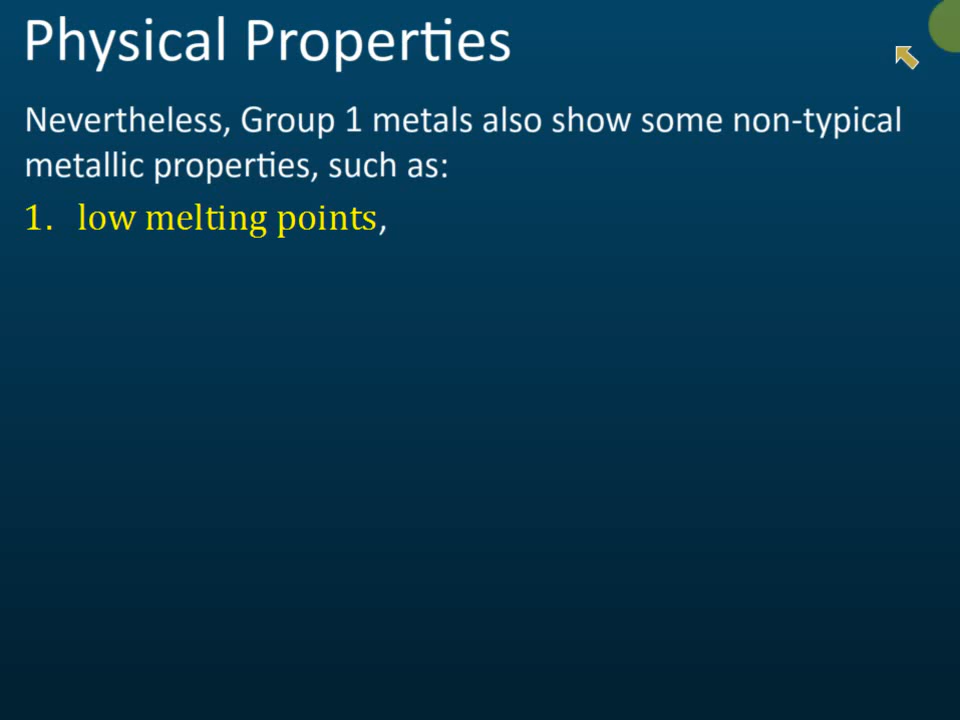 Physical Properties
Nevertheless, Group 1 metals also show some non-typical
metallic properties, such as:
1. low melting points,